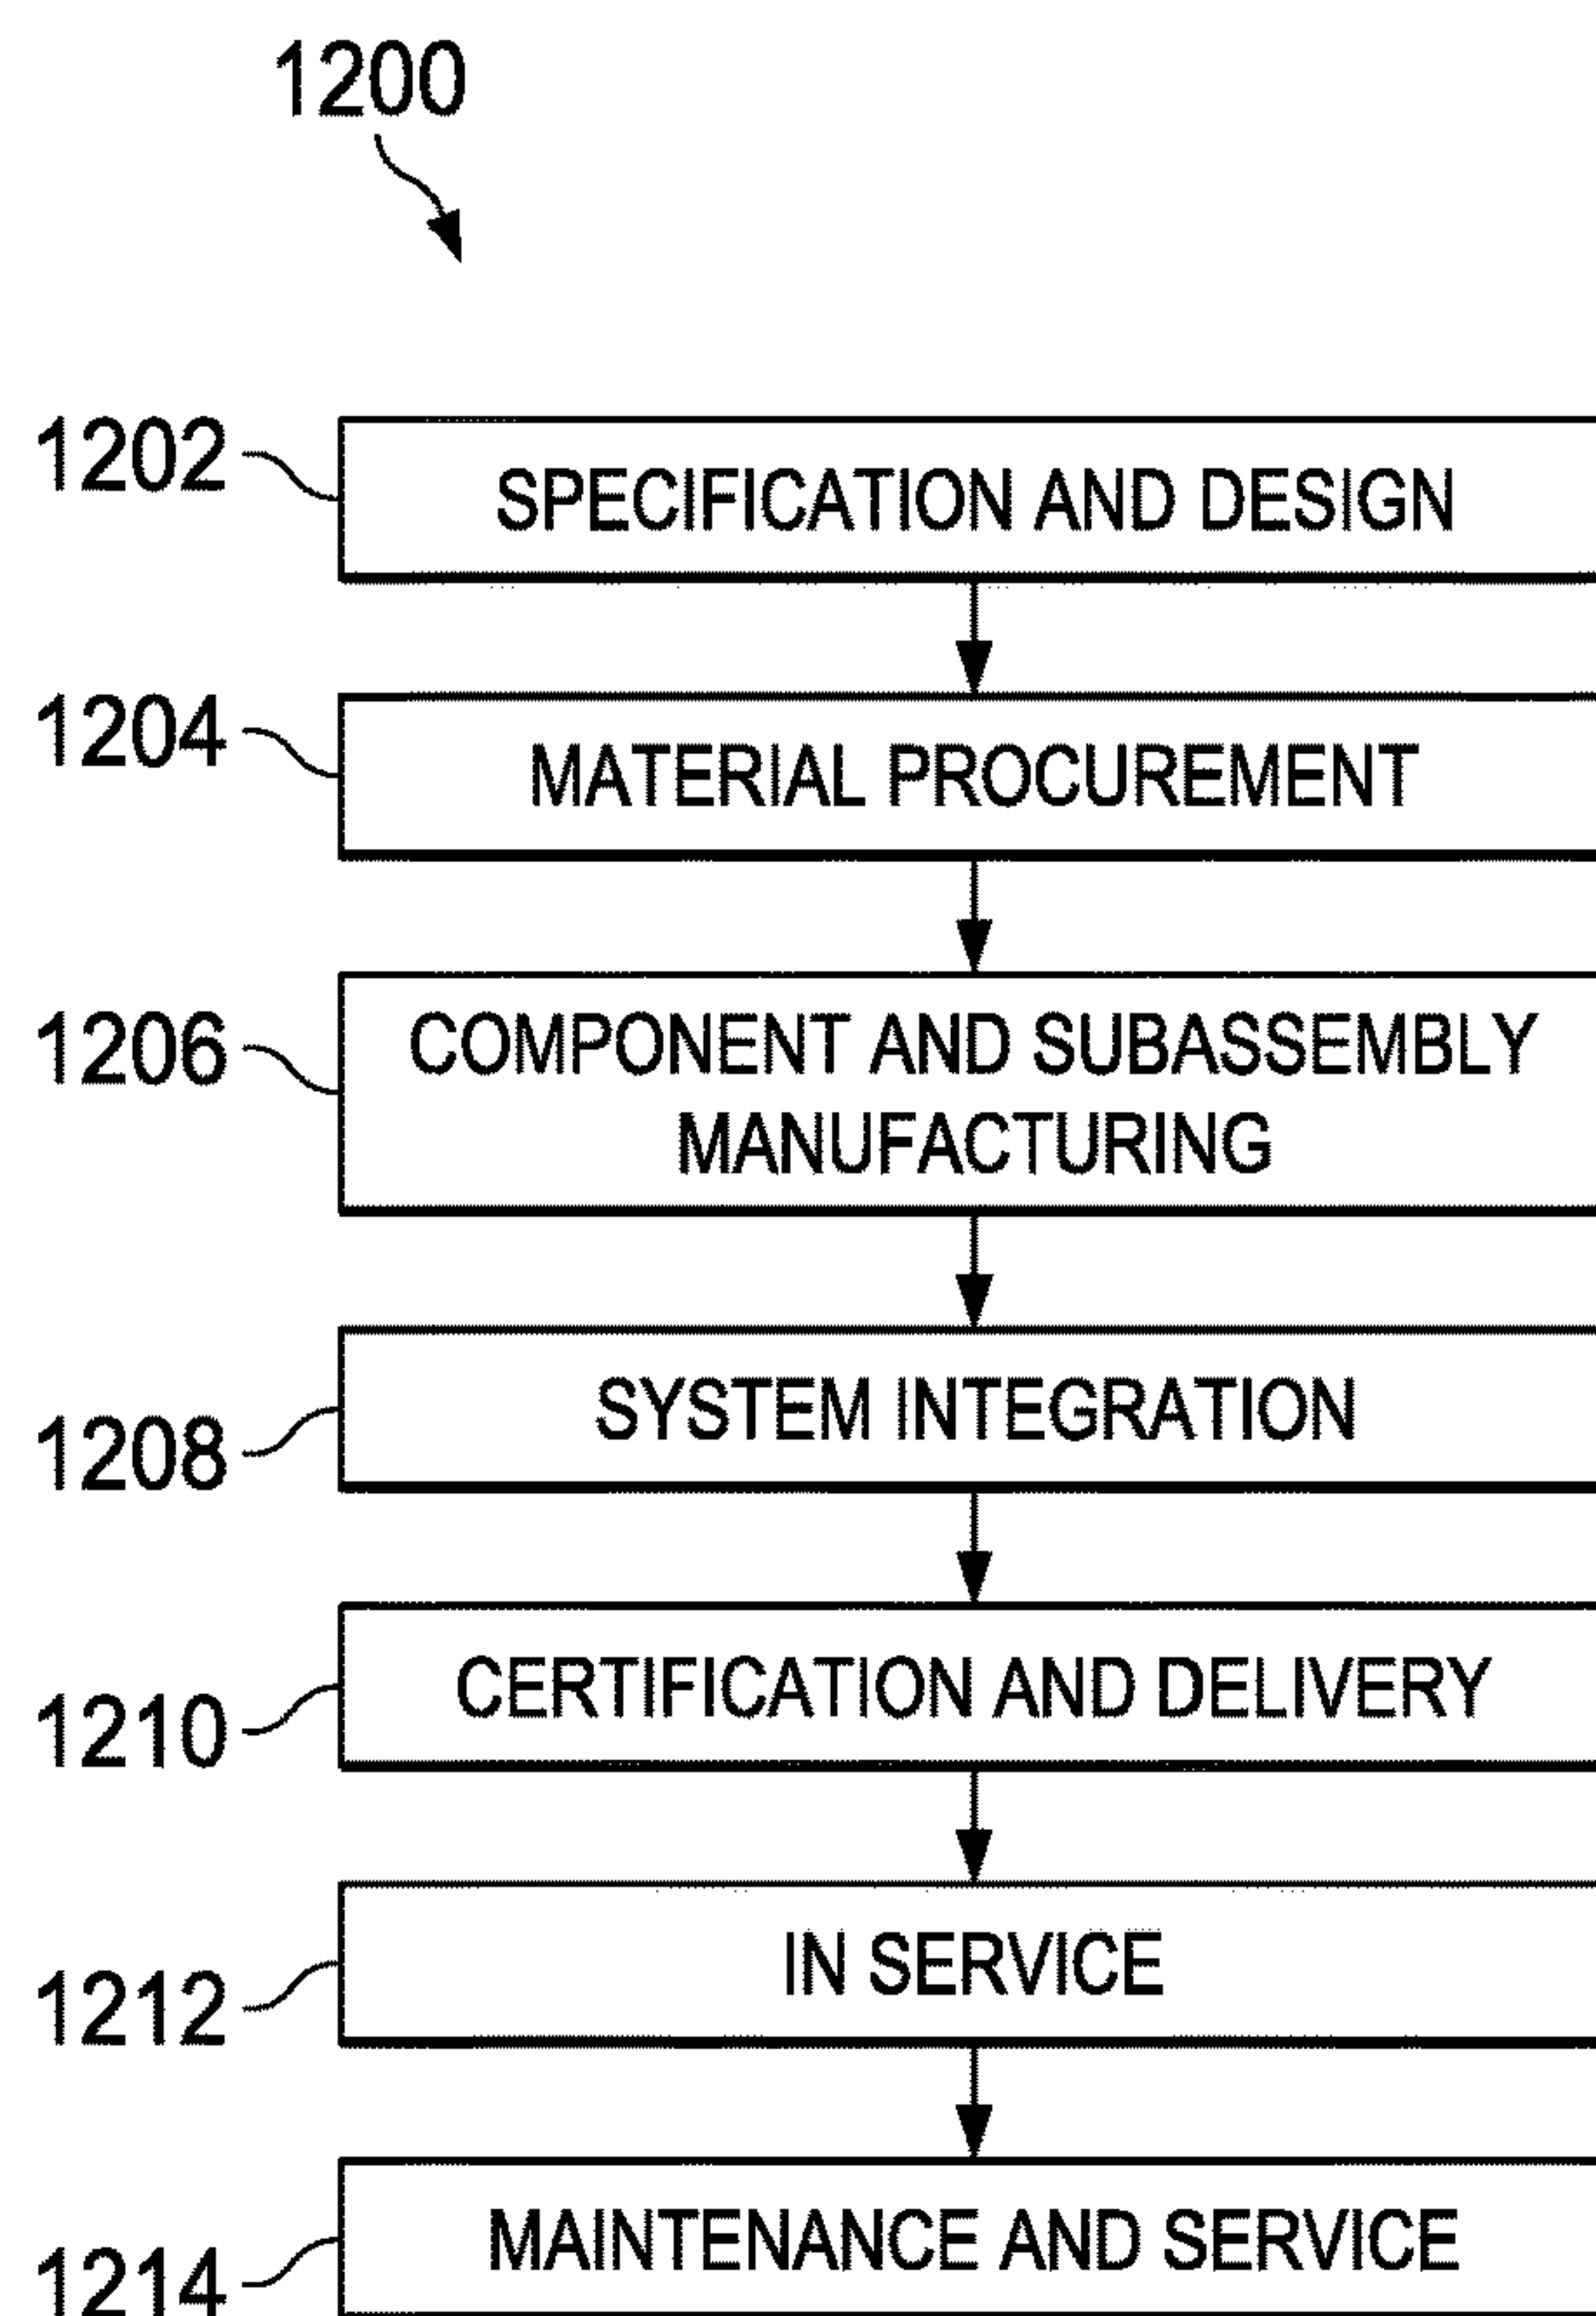 1200
1202
SPECIFICATION AND DESIGN
1204
MATERIAL PROCUREMENT
1206
COMPONENT AND SUBASSEMBLY
MANUFACTURING
1208
SYSTEM INTEGRATION
1210
CERTIFICATION AND DELIVERY
1212
IN SERVICE
1214
MAINTENANCE AND SERVICE